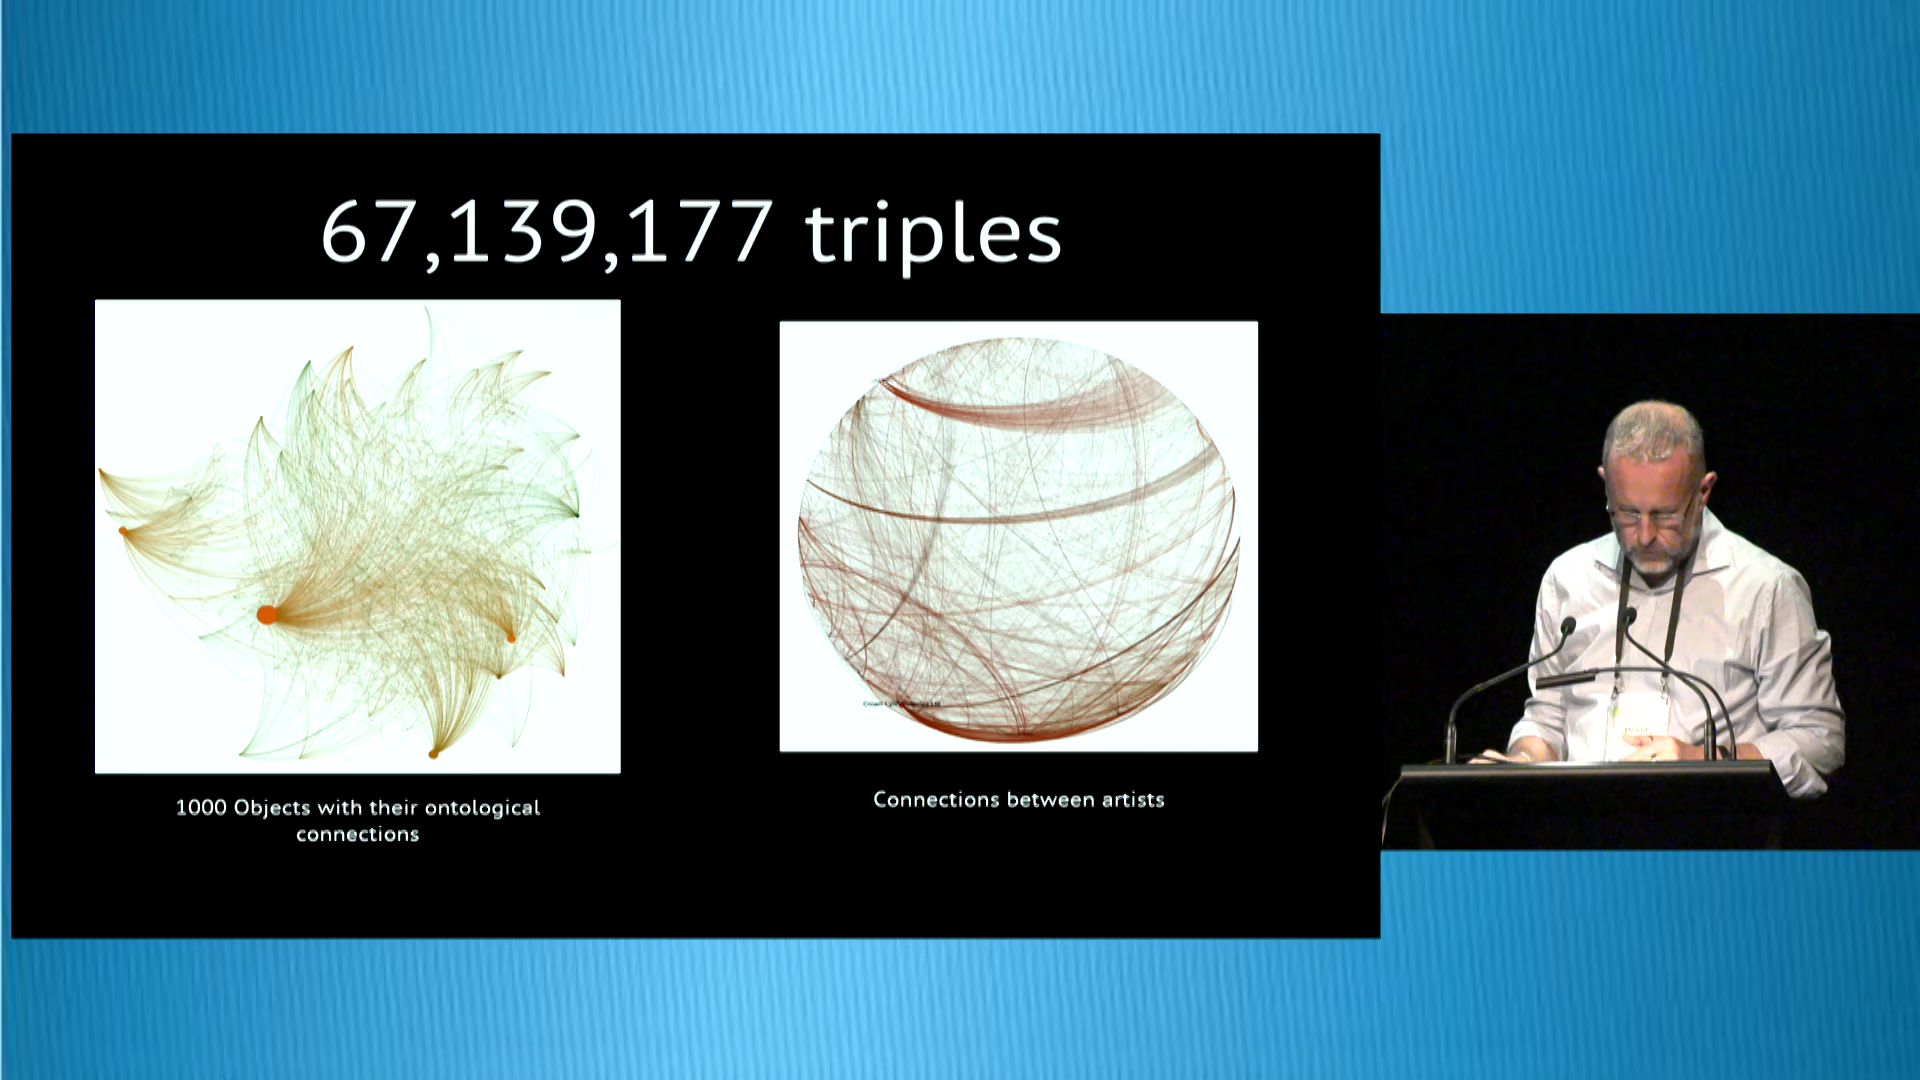 67,139,177 triples
1000 Objects with their ontological
connections
Connections between artists